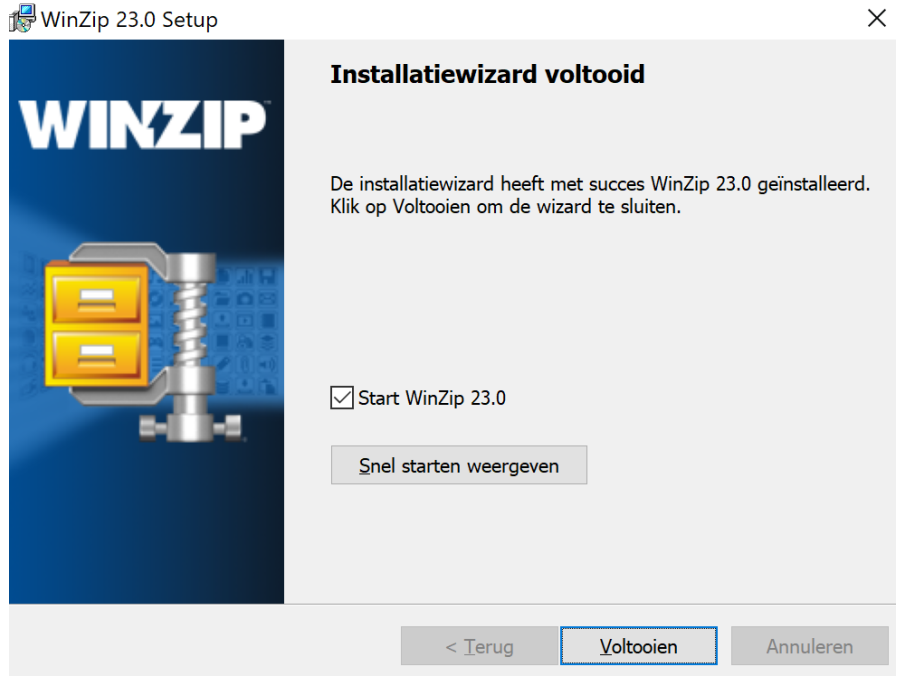 WinZip 23.0 Setup
WINZIP
Installatiewizard voltooid
De installatiewizard heeft met succes WinZip 23.0 geïnstalleerd.
Klik op Voltooien om de wizard te sluiten.
Start WinZip 23.0
Snel starten weergeven
< Terug
Voltooien
Annuleren